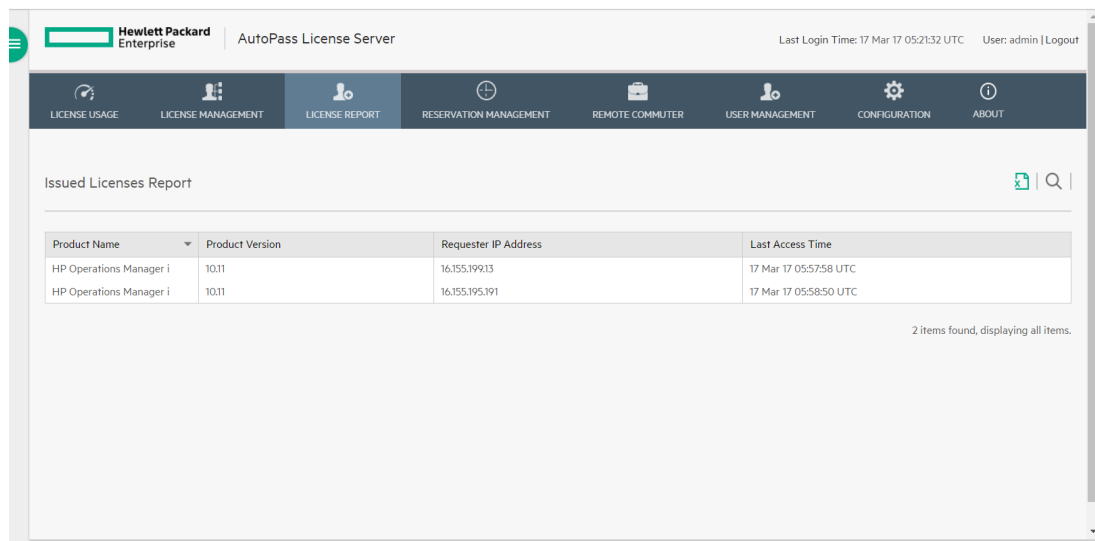 Hewlett Packard
Enterprise
AutoPass License Server
Last Login Time: 17 Mar 17 05:21:32 UTC User: admin | Logout
LICENSE USAGE LICENSE MANAGEMENT LICENSE REPORT RESERVATION MANAGEMENT REMOTE COMMUTER USER MANAGEMENT CONFIGURATION ABOUT
Issued Licenses Report
Product Name Product Version Requester IP Address Last Access Time
HP Operations Manager i 10.11 16.155.199.13 17 Mar 17 05:57:58 UTC
HP Operations Manager i 10.11 16.155.195.191 17 Mar 17 05:58:50 UTC
2 items found, displaying all items.